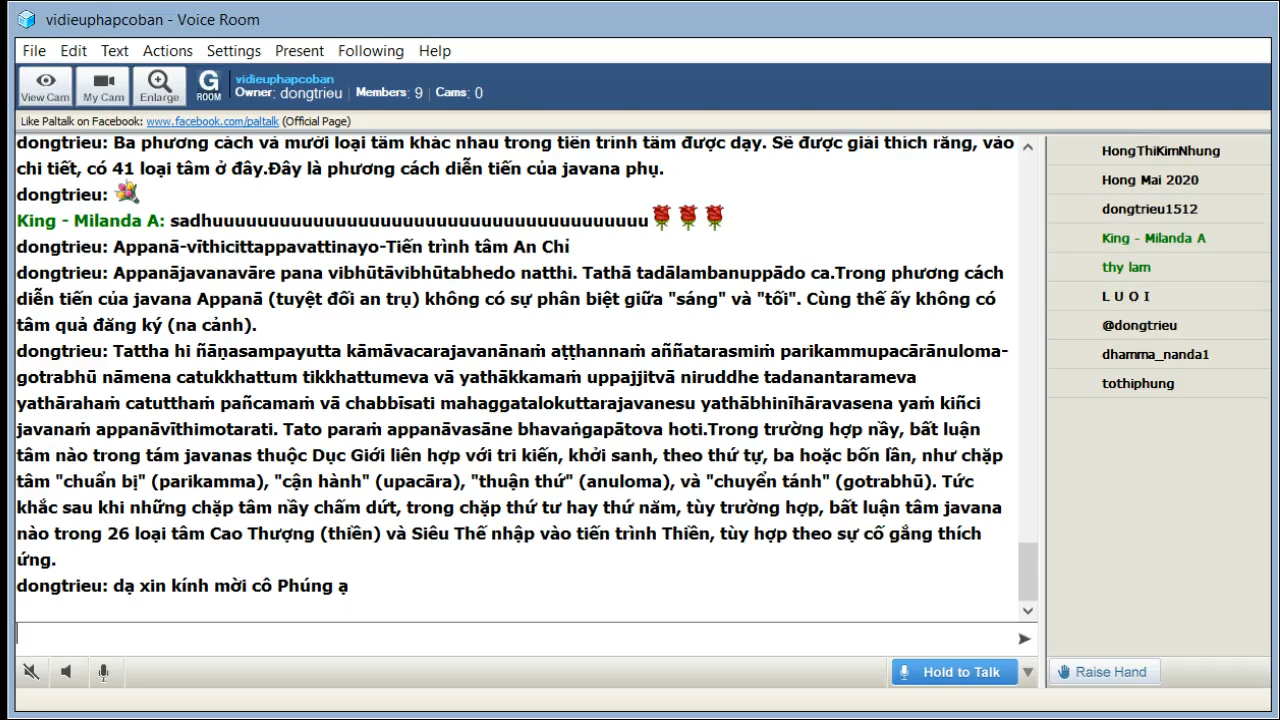 vidieuphapcoban - Voice Room
File Edit Text Actions Settings Present Following Help
View Cam My Cam Enlarge G ROOM
vidieuphapcoban
Owner: dongtrieu Members: 9 Cams: 0
Like Paltalk on Facebook: www.facebook.com/paltalk (Official Page)
dongtrieu: Ba phương cách và mười loại tâm khác nhau trong tiến trình tâm được dạy. Sẽ được giải thích rằng, vào
chi tiết, có 41 loại tâm ở đây.Đây là phương cách diễn tiến của javana phụ.
dongtrieu:
King - Milanda A: sadhuuuuuuuuuuuuuuuuuuuuuuuuuuuuuuuuuuuuuuu
dongtrieu: Appanā-vīthicittappavattinayo-Tiến trình tâm An Chỉ
dongtrieu: Appanājavanavāre pana vibhūtāvibhūtabhedo natthi. Tathā tadālambanuppādo ca.Trong phương cách
diễn tiến của javana Appanā (tuyệt đối an trụ) không có sự phân biệt giữa "sáng" và "tối". Cùng thế ấy không có
tâm quả đăng ký (na cảnh).
dongtrieu: Tattha hi ñāṇasampayutta kāmāvacarajavanānaṁ aṭṭhannaṁ aññatarasmiṁ parikammupacārānuloma-
gotrabhū nāmena catukkhattum tikkhattumeva vā yathākkamaṁ uppajjitvā niruddhe tadanantarameva
yathārahaṁ catutthaṁ pañcamaṁ vā chabbīsati mahaggatalokuttarajavanesu yathābhinīhāravasena yaṁ kiñci
javanaṁ appanāvīthimotarati. Tato paraṁ appanāvasāne bhavaṅgapātova hoti.Trong trường hợp nầy, bất luận
tâm nào trong tám javanas thuộc Dục Giới liên hợp với tri kiến, khởi sanh, theo thứ tự, ba hoặc bốn lần, như chặp
tâm "chuẩn bị" (parikamma), "cận hành" (upacāra), "thuận thứ" (anuloma), và "chuyển tánh" (gotrabhū). Tức
khắc sau khi những chặp tâm nầy chấm dứt, trong chặp thứ tư hay thứ năm, tùy trường hợp, bất luận tâm javana
nào trong 26 loại tâm Cao Thượng (thiền) và Siêu Thế nhập vào tiến trình Thiền, tùy hợp theo sự cố gắng thích
ứng.
dongtrieu: dạ xin kính mời cô Phúng ạ
HongThiKimNhung
Hong Mai 2020
dongtrieu1512
King - Milanda A
thy lam
L U O I
@dongtrieu
dhamma_nanda1
tothiphung
Hold to Talk
Raise Hand